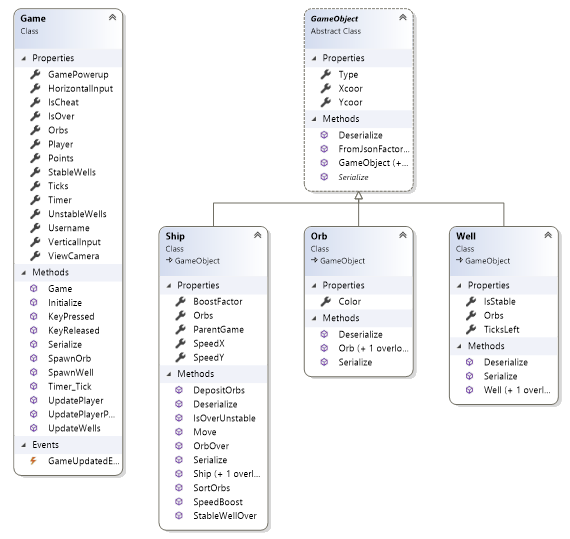 Game
Class
Properties
GamePowerup
HorizontalInput
IsCheat
IsOver
Orbs
Player
Points
StableWells
Ticks
Timer
UnstableWells
Username
VerticalInput
ViewCamera
Methods
Game
Initialize
KeyPressed
KeyReleased
Serialize
SpawnOrb
SpawnWell
Timer_Tick
UpdatePlayer
UpdatePlayerP...
UpdateWells
Events
GameUpdatedE...
GameObject
Abstract Class
Properties
Type
Xcoor
Ycoor
Methods
Deserialize
FromJsonFactor...
GameObject (+...
Serialize
Ship
Class
GameObject
Properties
BoostFactor
Orbs
ParentGame
SpeedX
SpeedY
Methods
DepositOrbs
Deserialize
IsOverUnstable
Move
OrbOver
Serialize
Ship (+ 1 overl...
SortOrbs
SpeedBoost
StableWellOver
Orb
Class
GameObject
Properties
Color
Methods
Deserialize
Orb (+ 1 overlo...
Serialize
Well
Class
GameObject
Properties
IsStable
Orbs
TicksLeft
Methods
Deserialize
Serialize
Well (+ 1 overl...